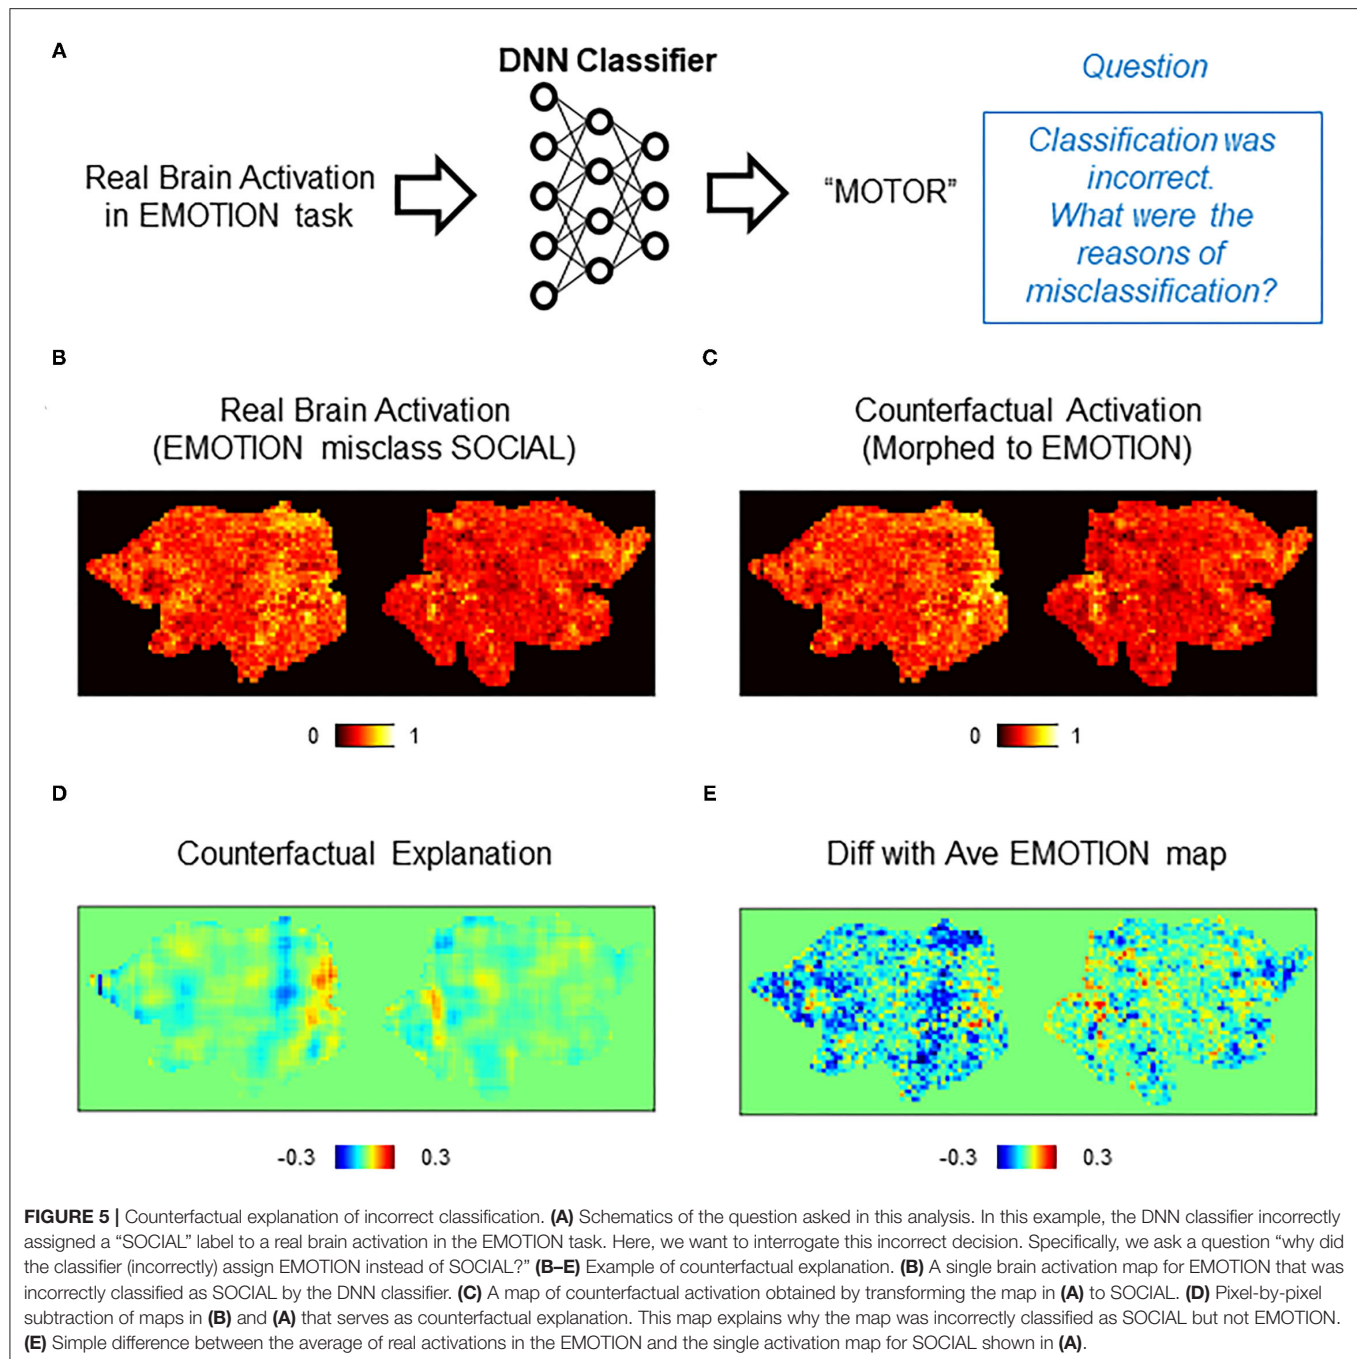 A
DNN Classifier
Question
Real Brain Activation
in EMOTION task
"MOTOR"
Classification was
incorrect.
What were the
reasons of
misclassification?
B
C
Real Brain Activation
(EMOTION misclass SOCIAL)
Counterfactual Activation
(Morphed to EMOTION)
0 1
0 1
D
E
Counterfactual Explanation
Diff with Ave EMOTION map
-0.3 0.3
-0.3 0.3
FIGURE 5 | Counterfactual explanation of incorrect classification. (A) Schematics of the question asked in this analysis. In this example, the DNN classifier incorrectly
assigned a “SOCIAL” label to a real brain activation in the EMOTION task. Here, we want to interrogate this incorrect decision. Specifically, we ask a question “why did
the classifier (incorrectly) assign EMOTION instead of SOCIAL?” (B–E) Example of counterfactual explanation. (B) A single brain activation map for EMOTION that was
incorrectly classified as SOCIAL by the DNN classifier. (C) A map of counterfactual activation obtained by transforming the map in (A) to SOCIAL. (D) Pixel-by-pixel
subtraction of maps in (B) and (A) that serves as counterfactual explanation. This map explains why the map was incorrectly classified as SOCIAL but not EMOTION.
(E) Simple difference between the average of real activations in the EMOTION and the single activation map for SOCIAL shown in (A).